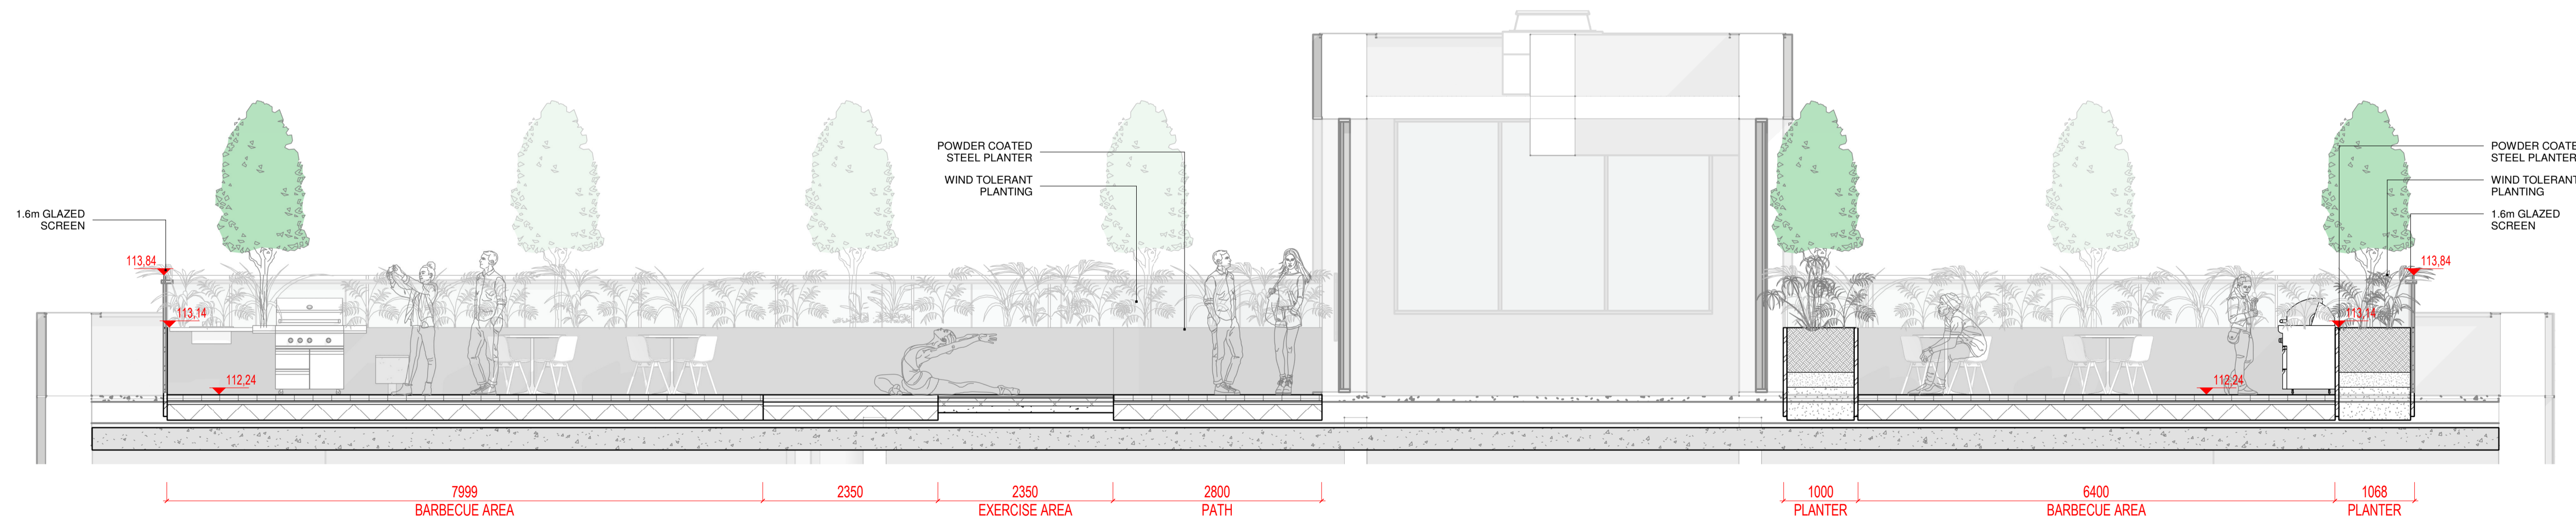 POWDER COATED
STEEL PLANTER
WIND TOLERANT
PLANTING
1.6m GLAZED
SCREEN
POWDER COATE
STEEL PLANTER
WIND TOLERANT
PLANTING
1.6m GLAZED
SCREEN
113,84
113,14
112,24
113,84
113,14
112,24
7999
BARBECUE AREA
2350
2350
EXERCISE AREA
2800
PATH
1000
PLANTER
6400
BARBECUE AREA
1068
PLANTER